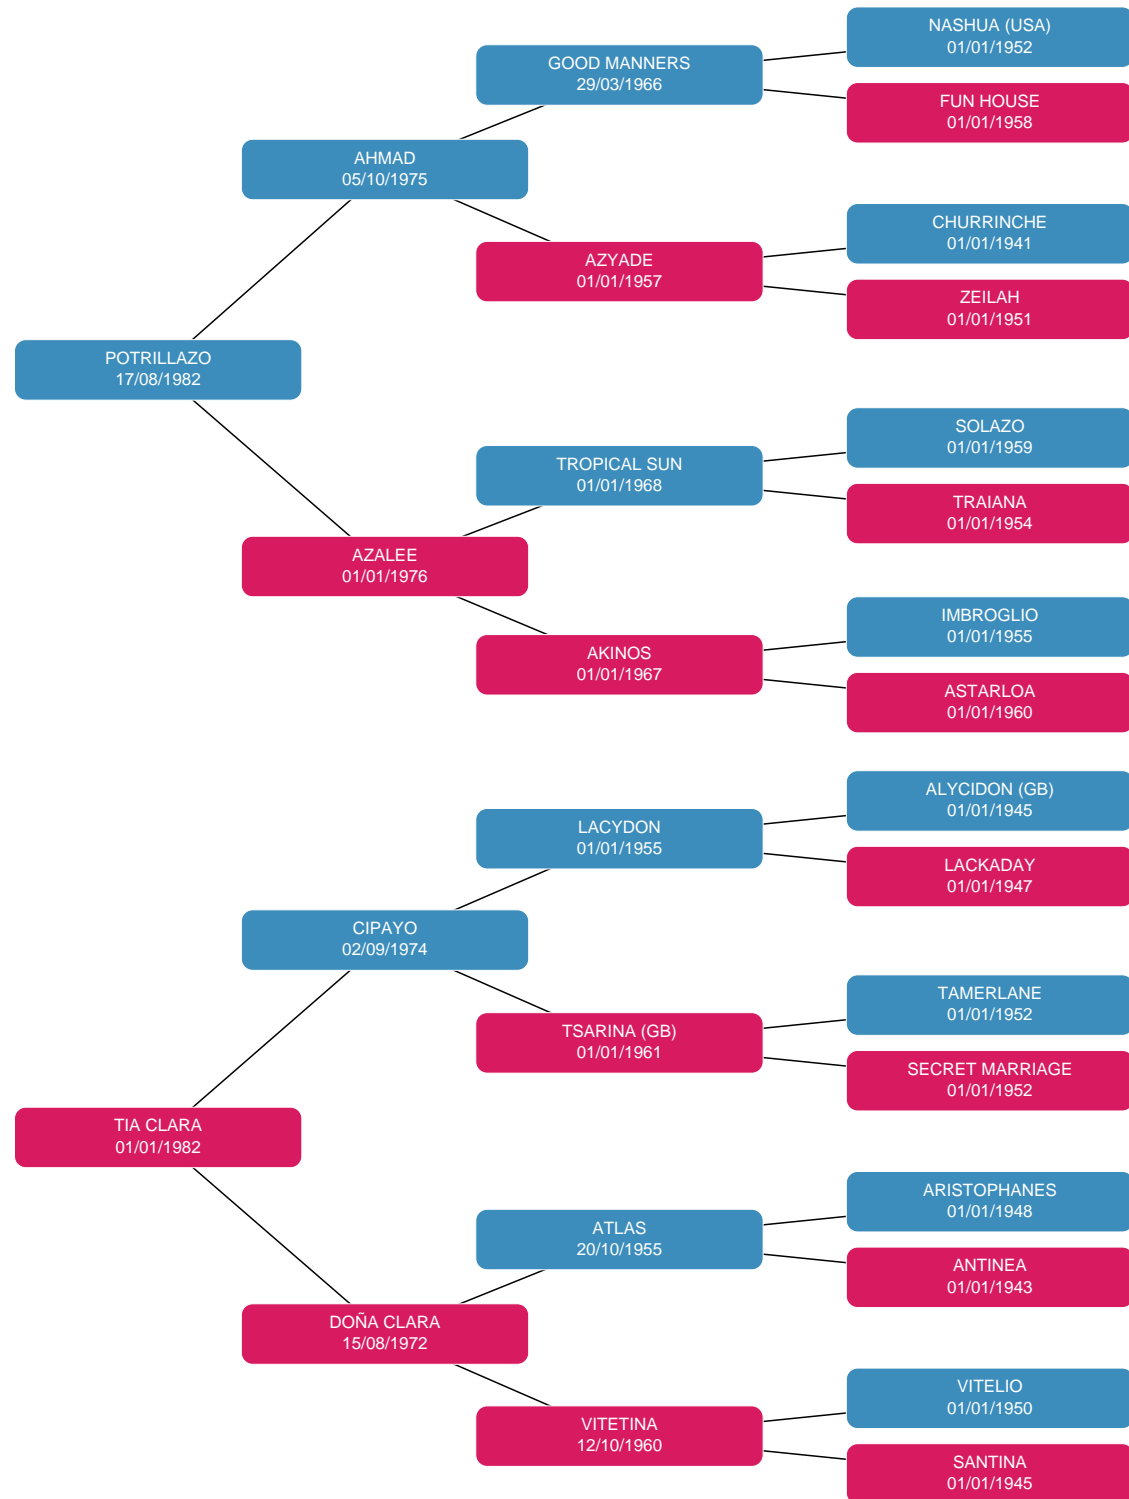 NASHUA (USA)
01/01/1952
GOOD MANNERS
29/03/1966
FUN HOUSE
01/01/1958
AHMAD
05/10/1975
CHURRINCHE
01/01/1941
AZYADE
01/01/1957
ZEILAH
01/01/1951
POTRILLAZO
17/08/1982
SOLAZO
01/01/1959
TROPICAL SUN
01/01/1968
TRAIANA
01/01/1954
AZALEE
01/01/1976
IMBROGLIO
01/01/1955
AKINOS
01/01/1967
ASTARLOA
01/01/1960
ALYCIDON (GB)
01/01/1945
LACYDON
01/01/1955
LACKADAY
01/01/1947
CIPAYO
02/09/1974
TAMERLANE
01/01/1952
TSARINA (GB)
01/01/1961
SECRET MARRIAGE
01/01/1952
TIA CLARA
01/01/1982
ARISTOPHANES
01/01/1948
ATLAS
20/10/1955
ANTINEA
01/01/1943
DOÑA CLARA
15/08/1972
VITELIO
01/01/1950
VITETINA
12/10/1960
SANTINA
01/01/1945